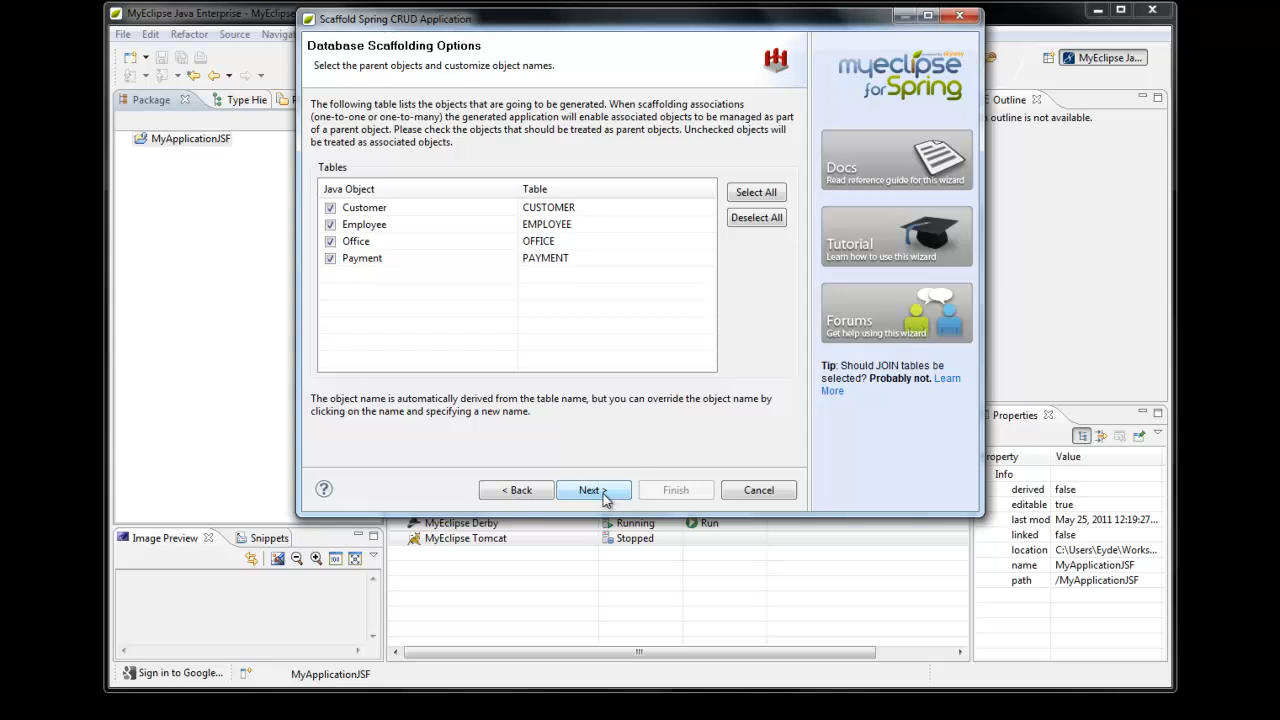 MyEclipse Java Enterprise - MyEclips
Scaffold Spring CRUD Application
File Edit Refactor Source Navigat
MyEclipse Ja...
Package
Type Hie
Outline
outline is not available.
MyApplicationJSF
Database Scaffolding Options
Select the parent objects and customize object names.
The following table lists the objects that are going to be generated. When scaffolding associations
(one-to-one or one-to-many) the generated application will enable associated objects to be managed as part
of a parent object. Please check the objects that should be treated as parent objects. Unchecked objects will
be treated as associated objects.
Tables
Java Object Table
Customer CUSTOMER
Employee EMPLOYEE
Office OFFICE
Payment PAYMENT
Select All
Deselect All
The object name is automatically derived from the table name, but you can override the object name by
clicking on the name and specifying a new name.
< Back
Next >
Finish
Cancel
myeclipse
for Spring
Docs
Read reference guide for this wizard
Tutorial
Learn how to use this wizard
Forums
Get help using this wizard
Tip: Should JOIN tables be
selected? Probably not. Learn
More
Properties
roperty Value
Info
derived false
editable true
last mod May 25, 2011 12:19:27...
linked false
location C:\Users\Eyde\Works...
name MyApplicationJSF
path /MyApplicationJSF
MyEclipse Derby Running Run
MyEclipse Tomcat Stopped
Image Preview
Snippets
Sign in to Google...
MyApplicationJSF